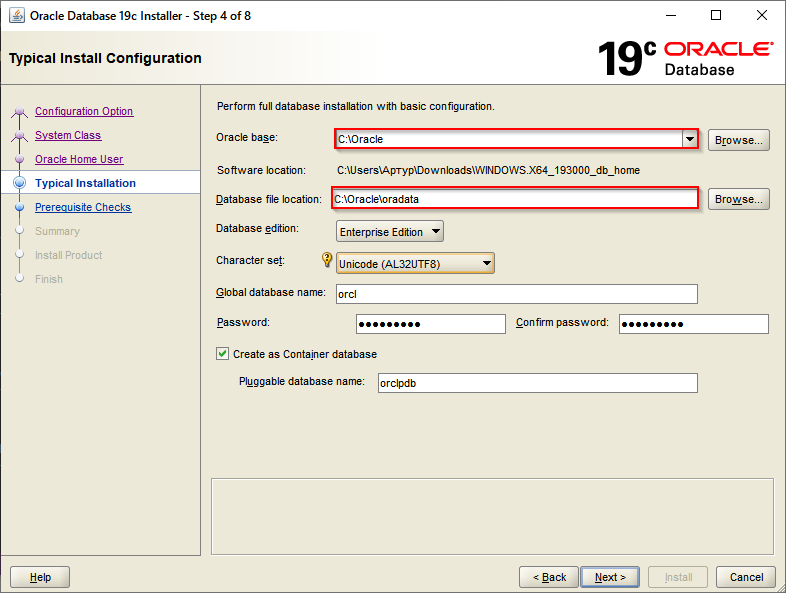 Oracle Database 19c Installer - Step 4 of 8
Typical Install Configuration
19c ORACLE
Database
Configuration Option
System Class
Oracle Home User
Typical Installation
Prerequisite Checks
Summary
Install Product
Finish
Perform full database installation with basic configuration.
Oracle base: C:\Oracle Browse...
Software location: C:\Users\Артур\Downloads\WINDOWS.X64_193000_db_home
Database file location: C:\Oracle\oradata Browse...
Database edition: Enterprise Edition
Character set: Unicode (AL32UTF8)
Global database name: orcl
Password: ●●●●●●●●● Confirm password: ●●●●●●●●●
Create as Container database
Pluggable database name: orclpdb
Help < Back Next > Install Cancel